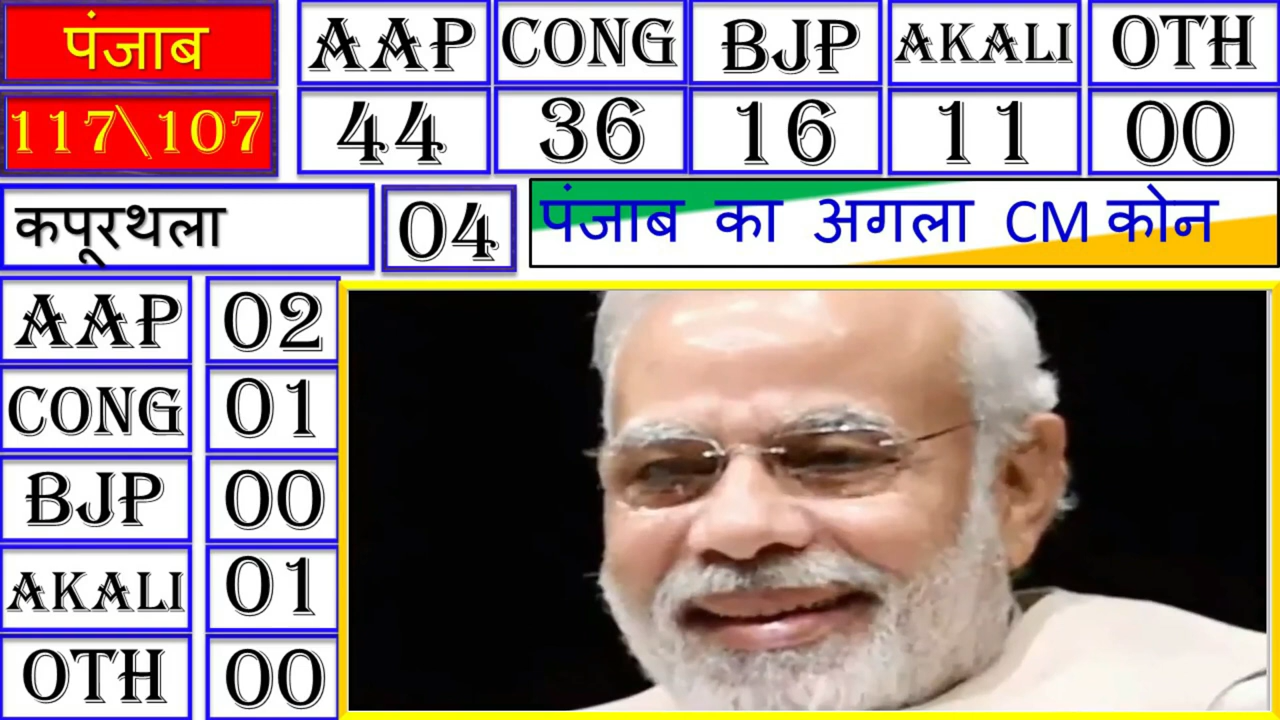 पंजाब AAP CONG BJP AKALI OTH
117\107 44 36 16 11 00
कपूरथला 04 पंजाब का अगला CM कोन
AAP 02
CONG 01
BJP 00
AKALI 01
OTH 00